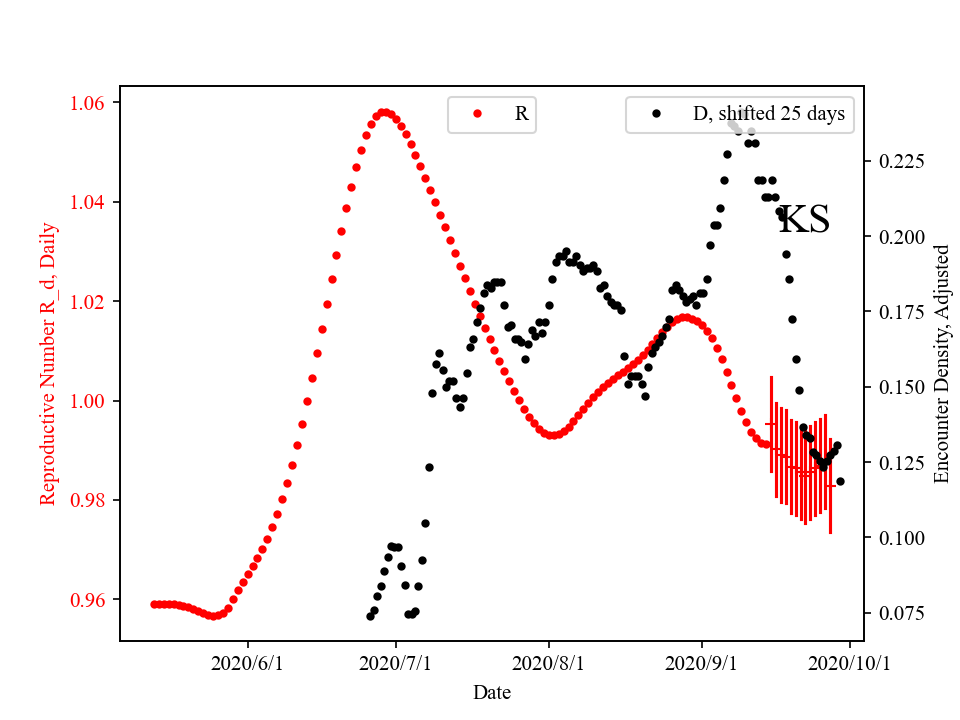 R
D, shifted 25 days
KS
1.06
1.04
1.02
1.00
0.98
0.96
Reproductive Number R_d, Daily
0.225
0.200
0.175
0.150
0.125
0.100
0.075
Encounter Density, Adjusted
2020/6/1 2020/7/1 2020/8/1 2020/9/1 2020/10/1
Date